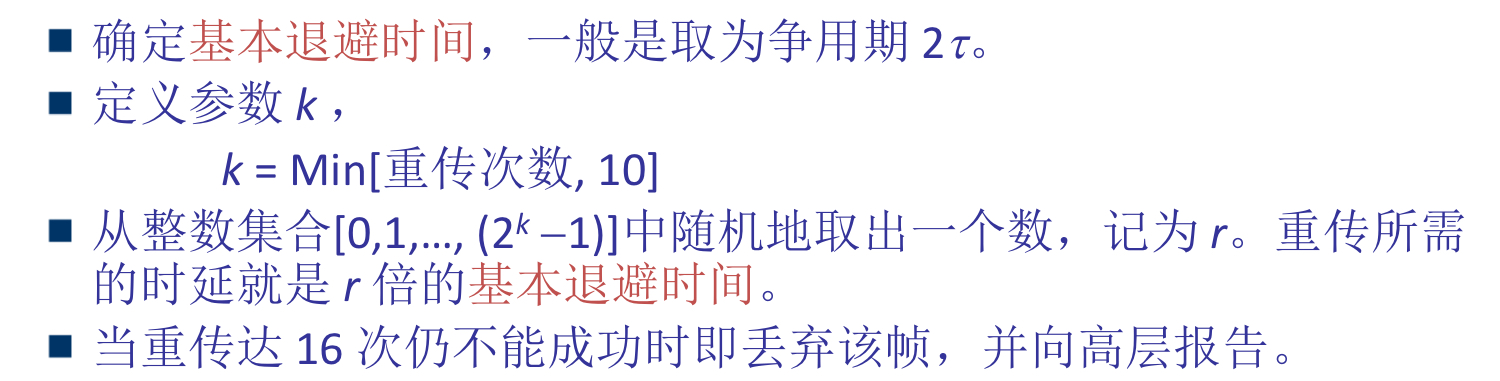 ■ 确定基本退避时间，一般是取为争用期 2τ。
■ 定义参数 k ，
k = Min[重传次数, 10]
■ 从整数集合[0,1,…, (2ᵏ –1)]中随机地取出一个数，记为 r。重传所需
的时延就是 r 倍的基本退避时间。
■ 当重传达 16 次仍不能成功时即丢弃该帧，并向高层报告。